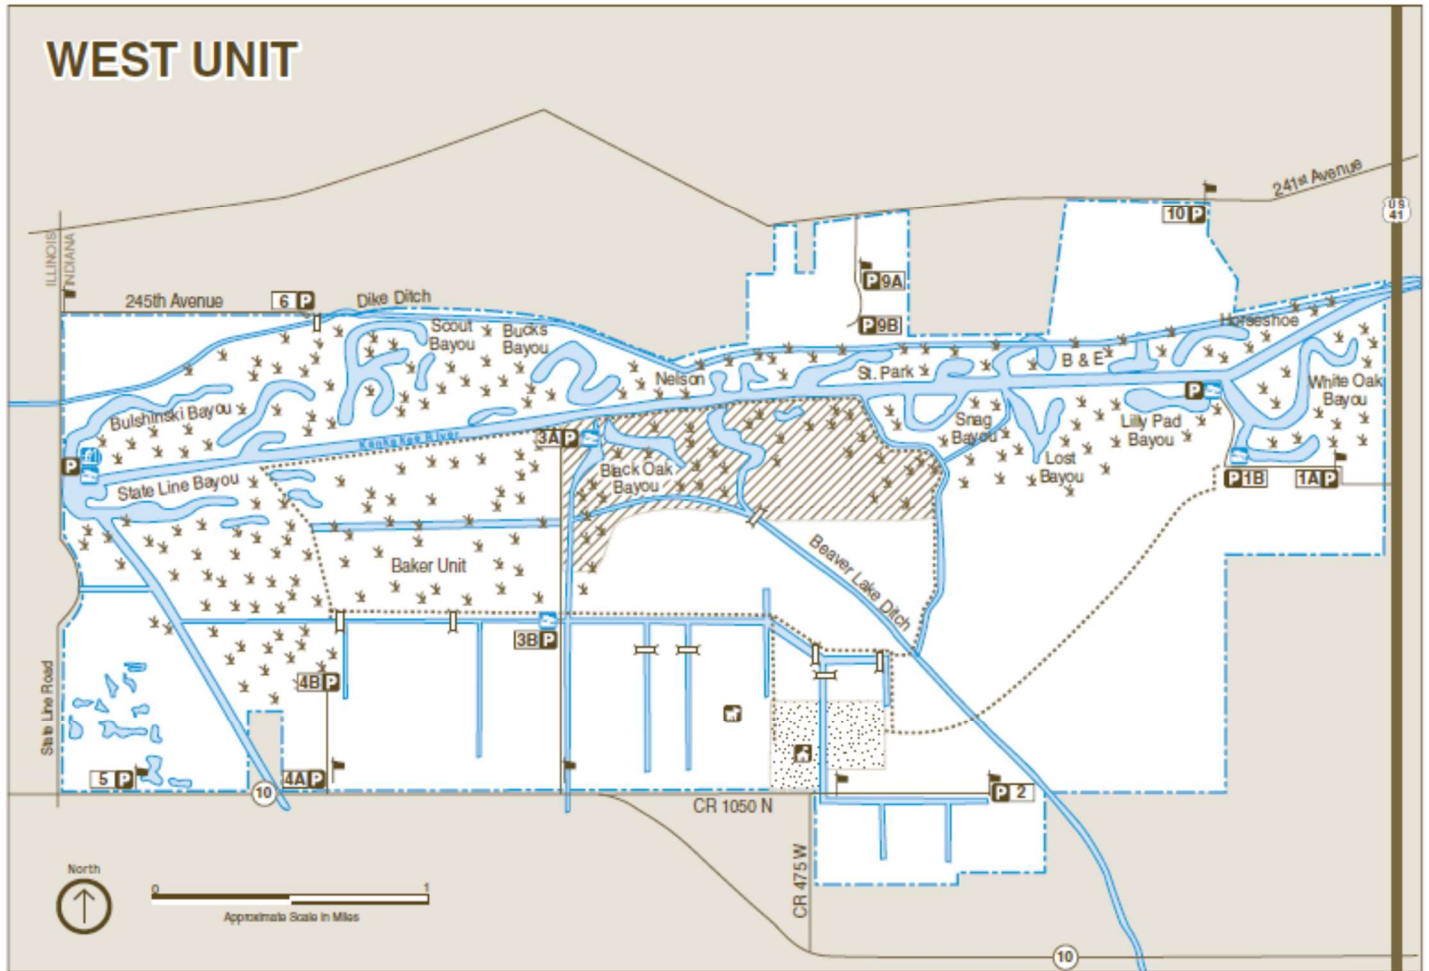 WEST UNIT
241st Avenue
US
41
10 P
ILLINOIS
INDIANA
245th Avenue
6 P
Dike Ditch
P 9A
P 9B
Scout
Bayou
Bucks
Bayou
Horseshoe
B & E
St. Park
Nelson
White Oak
Bayou
P
Bulshinski Bayou
Kankakee River
3A P
Snag
Bayou
Lilly Pad
Bayou
Lost
Bayou
P
State Line Bayou
Black Oak
Bayou
P 1B
1A P
Baker Unit
Beaver Lake Ditch
3B P
4B P
State Line Road
5 P
4A P
10
CR 1050 N
P 2
CR 475 W
North
0
1
Approximate Scale in Miles
10